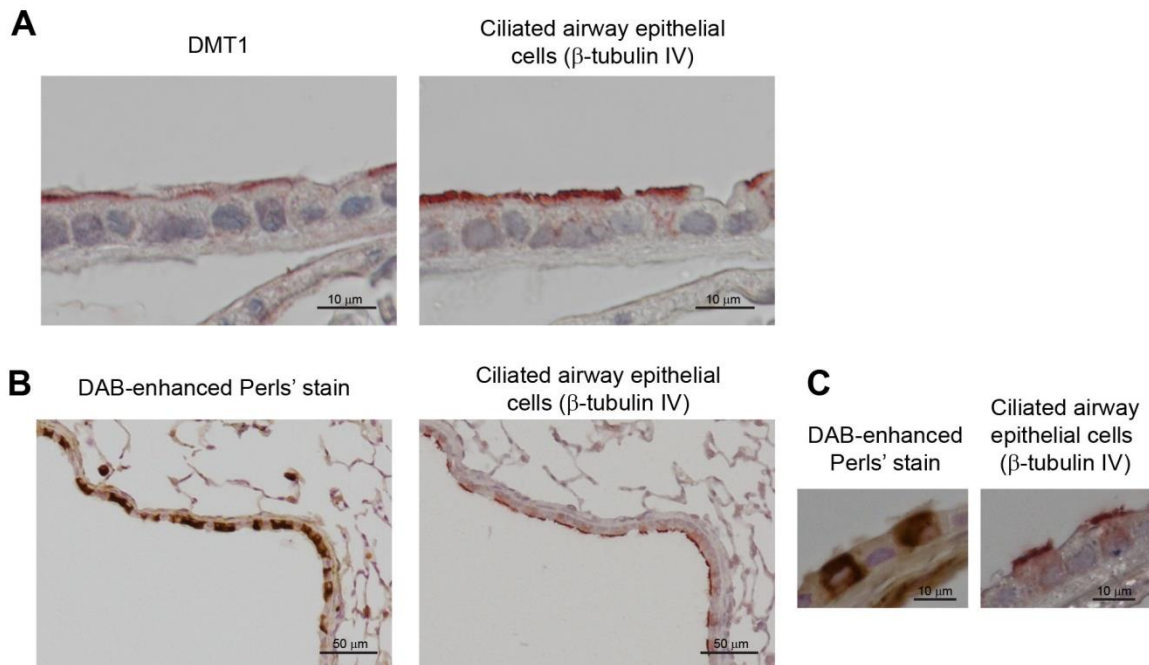 A
DMT1
Ciliated airway epithelial
cells (β-tubulin IV)
10 μm
10 μm
B
DAB-enhanced Perls’ stain
Ciliated airway epithelial
cells (β-tubulin IV)
50 μm
50 μm
C
DAB-enhanced
Perls’ stain
Ciliated airway
epithelial cells
(β-tubulin IV)
10 μm
10 μm